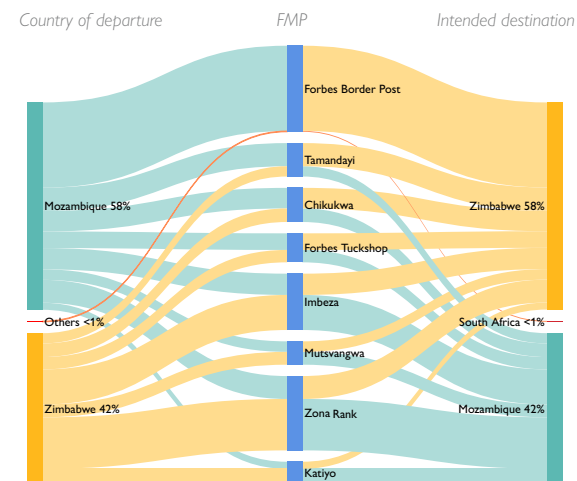 Country of departure FMP Intended destination
Forbes Border Post
Tamandayi
Mozambique 58% Chikukwa Zimbabwe 58%
Forbes Tuckshop
Imbeza
Others <1% South Africa <1%
Mutsvangwa
Zimbabwe 42% Zona Rank Mozambique 42%
Katiyo